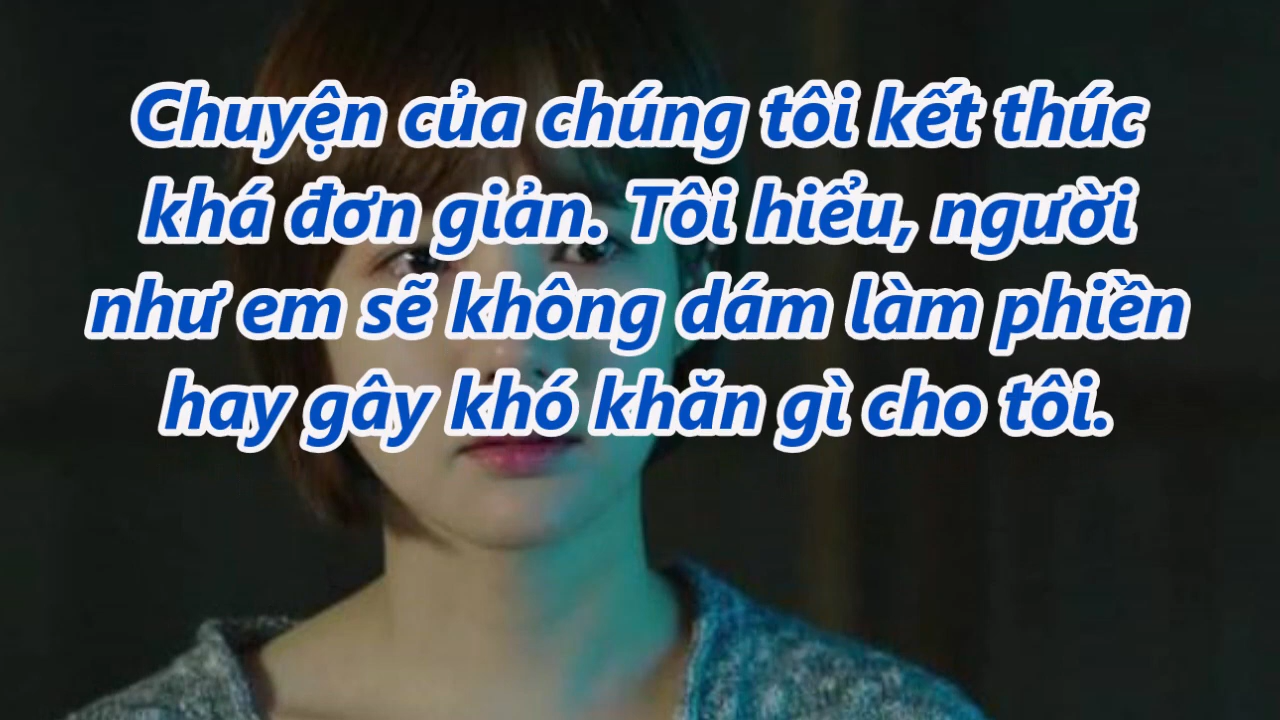 Chuyện của chúng tôi kết thúc
khá đơn giản. Tôi hiểu, người
như em sẽ không dám làm phiền
hay gây khó khăn gì cho tôi.